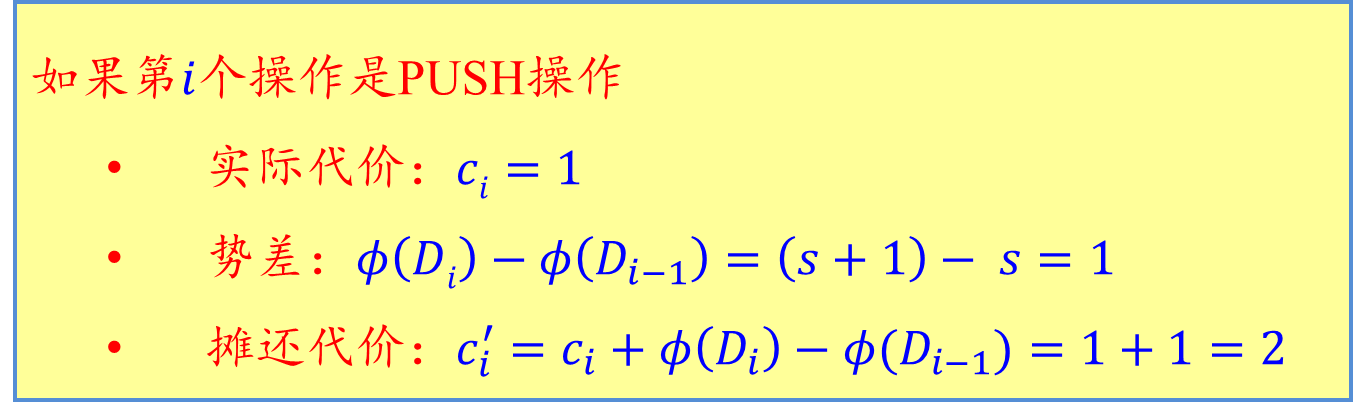 如果第i个操作是PUSH操作
• 实际代价：c_i = 1
• 势差：ϕ(D_i) − ϕ(D_{i−1}) = (s + 1) − s = 1
• 摊还代价：c'_i = c_i + ϕ(D_i) − ϕ(D_{i−1}) = 1 + 1 = 2